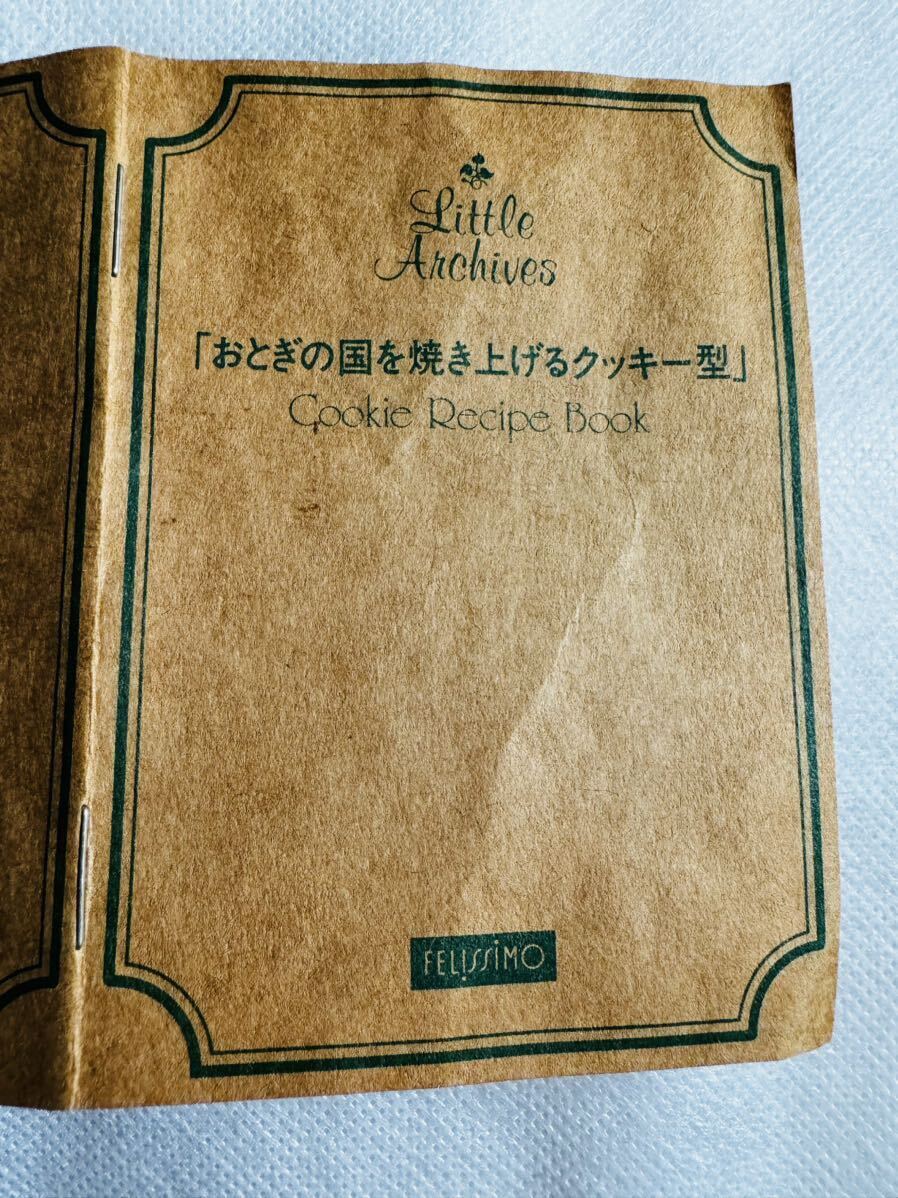 Little
Archives
「おとぎの国を焼き上げるクッキー型」
Cookie Recipe Book
FELISSIMO